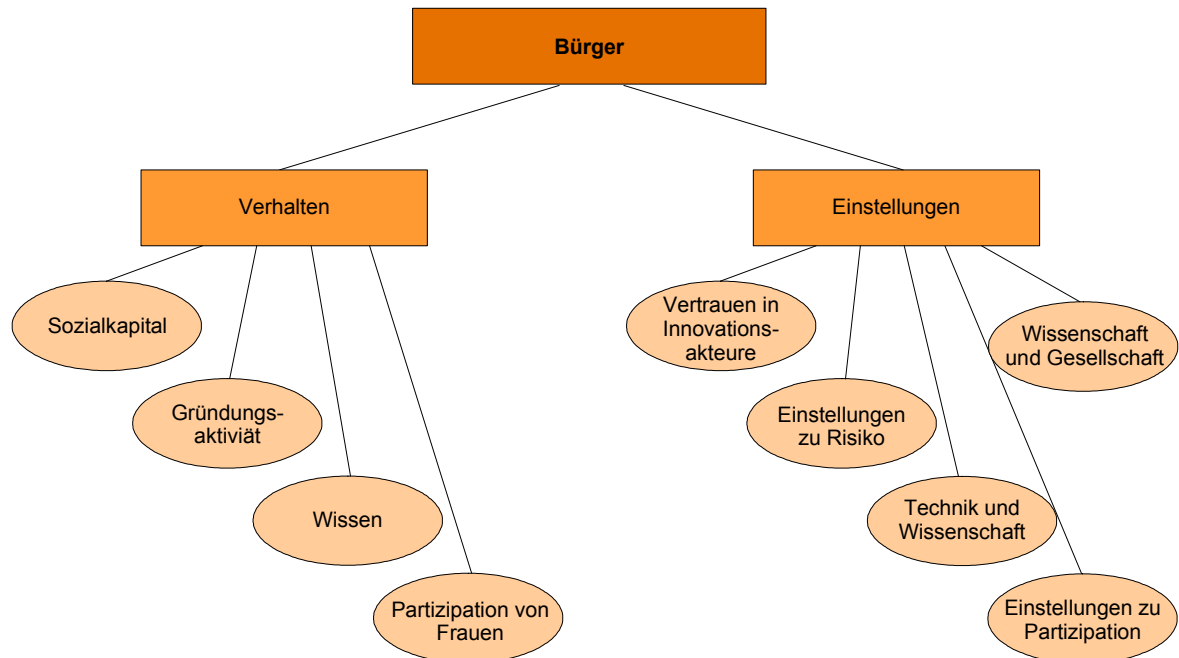 Bürger
Verhalten
Einstellungen
Sozialkapital
Gründungs-
aktiviät
Wissen
Partizipation von
Frauen
Vertrauen in
Innovations-
akteure
Einstellungen
zu Risiko
Technik und
Wissenschaft
Einstellungen zu
Partizipation
Wissenschaft
und Gesellschaft